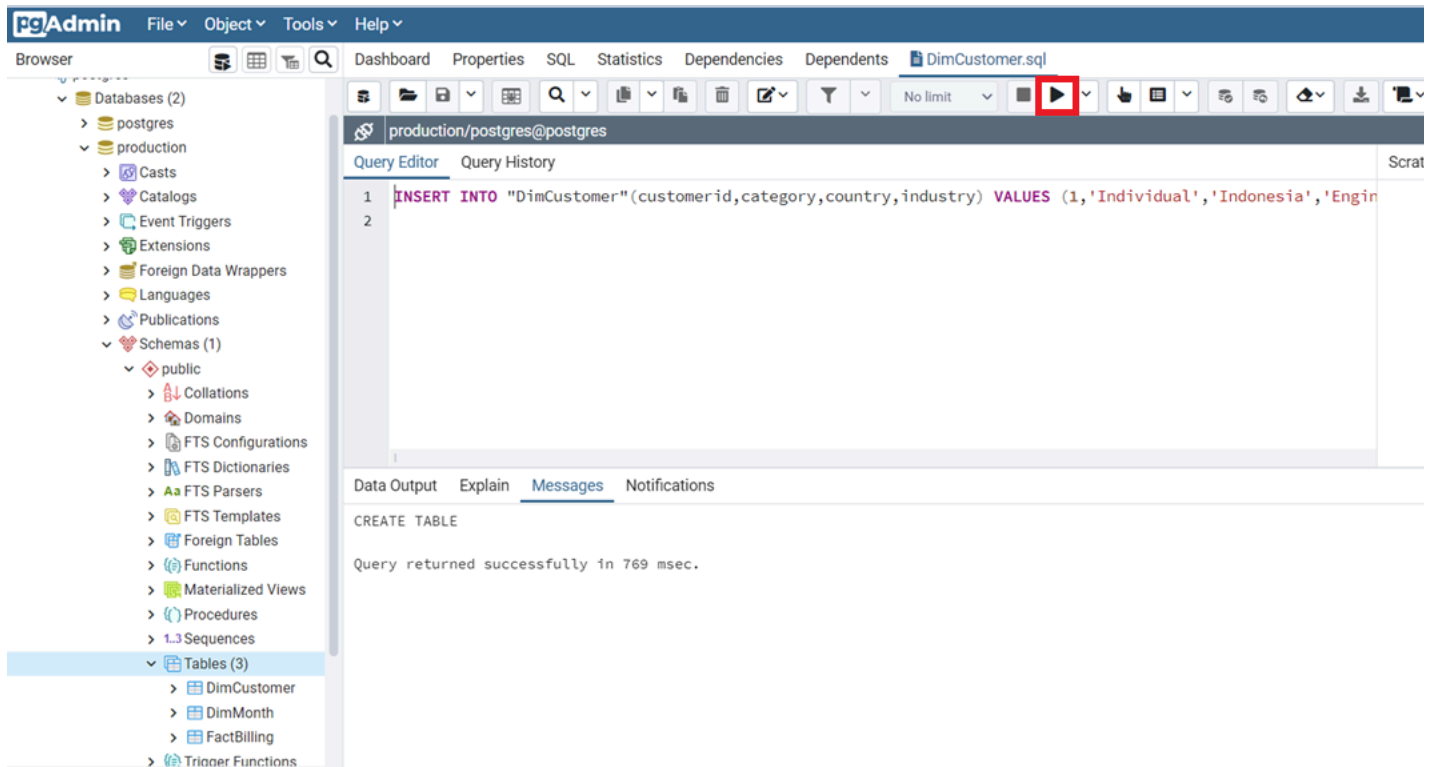 pgAdmin File Object Tools Help
Browser
Dashboard Properties SQL Statistics Dependencies Dependents DimCustomer.sql
No limit
Databases (2)
postgres
production
Casts
Catalogs
Event Triggers
Extensions
Foreign Data Wrappers
Languages
Publications
Schemas (1)
public
Collations
Domains
FTS Configurations
FTS Dictionaries
FTS Parsers
FTS Templates
Foreign Tables
Functions
Materialized Views
Procedures
1..3 Sequences
Tables (3)
DimCustomer
DimMonth
FactBilling
Trigger Functions
production/postgres@postgres
Query Editor Query History
Scrat
1 INSERT INTO "DimCustomer"(customerid,category,country,industry) VALUES (1,'Individual','Indonesia','Engin
2
Data Output Explain Messages Notifications
CREATE TABLE
Query returned successfully in 769 msec.